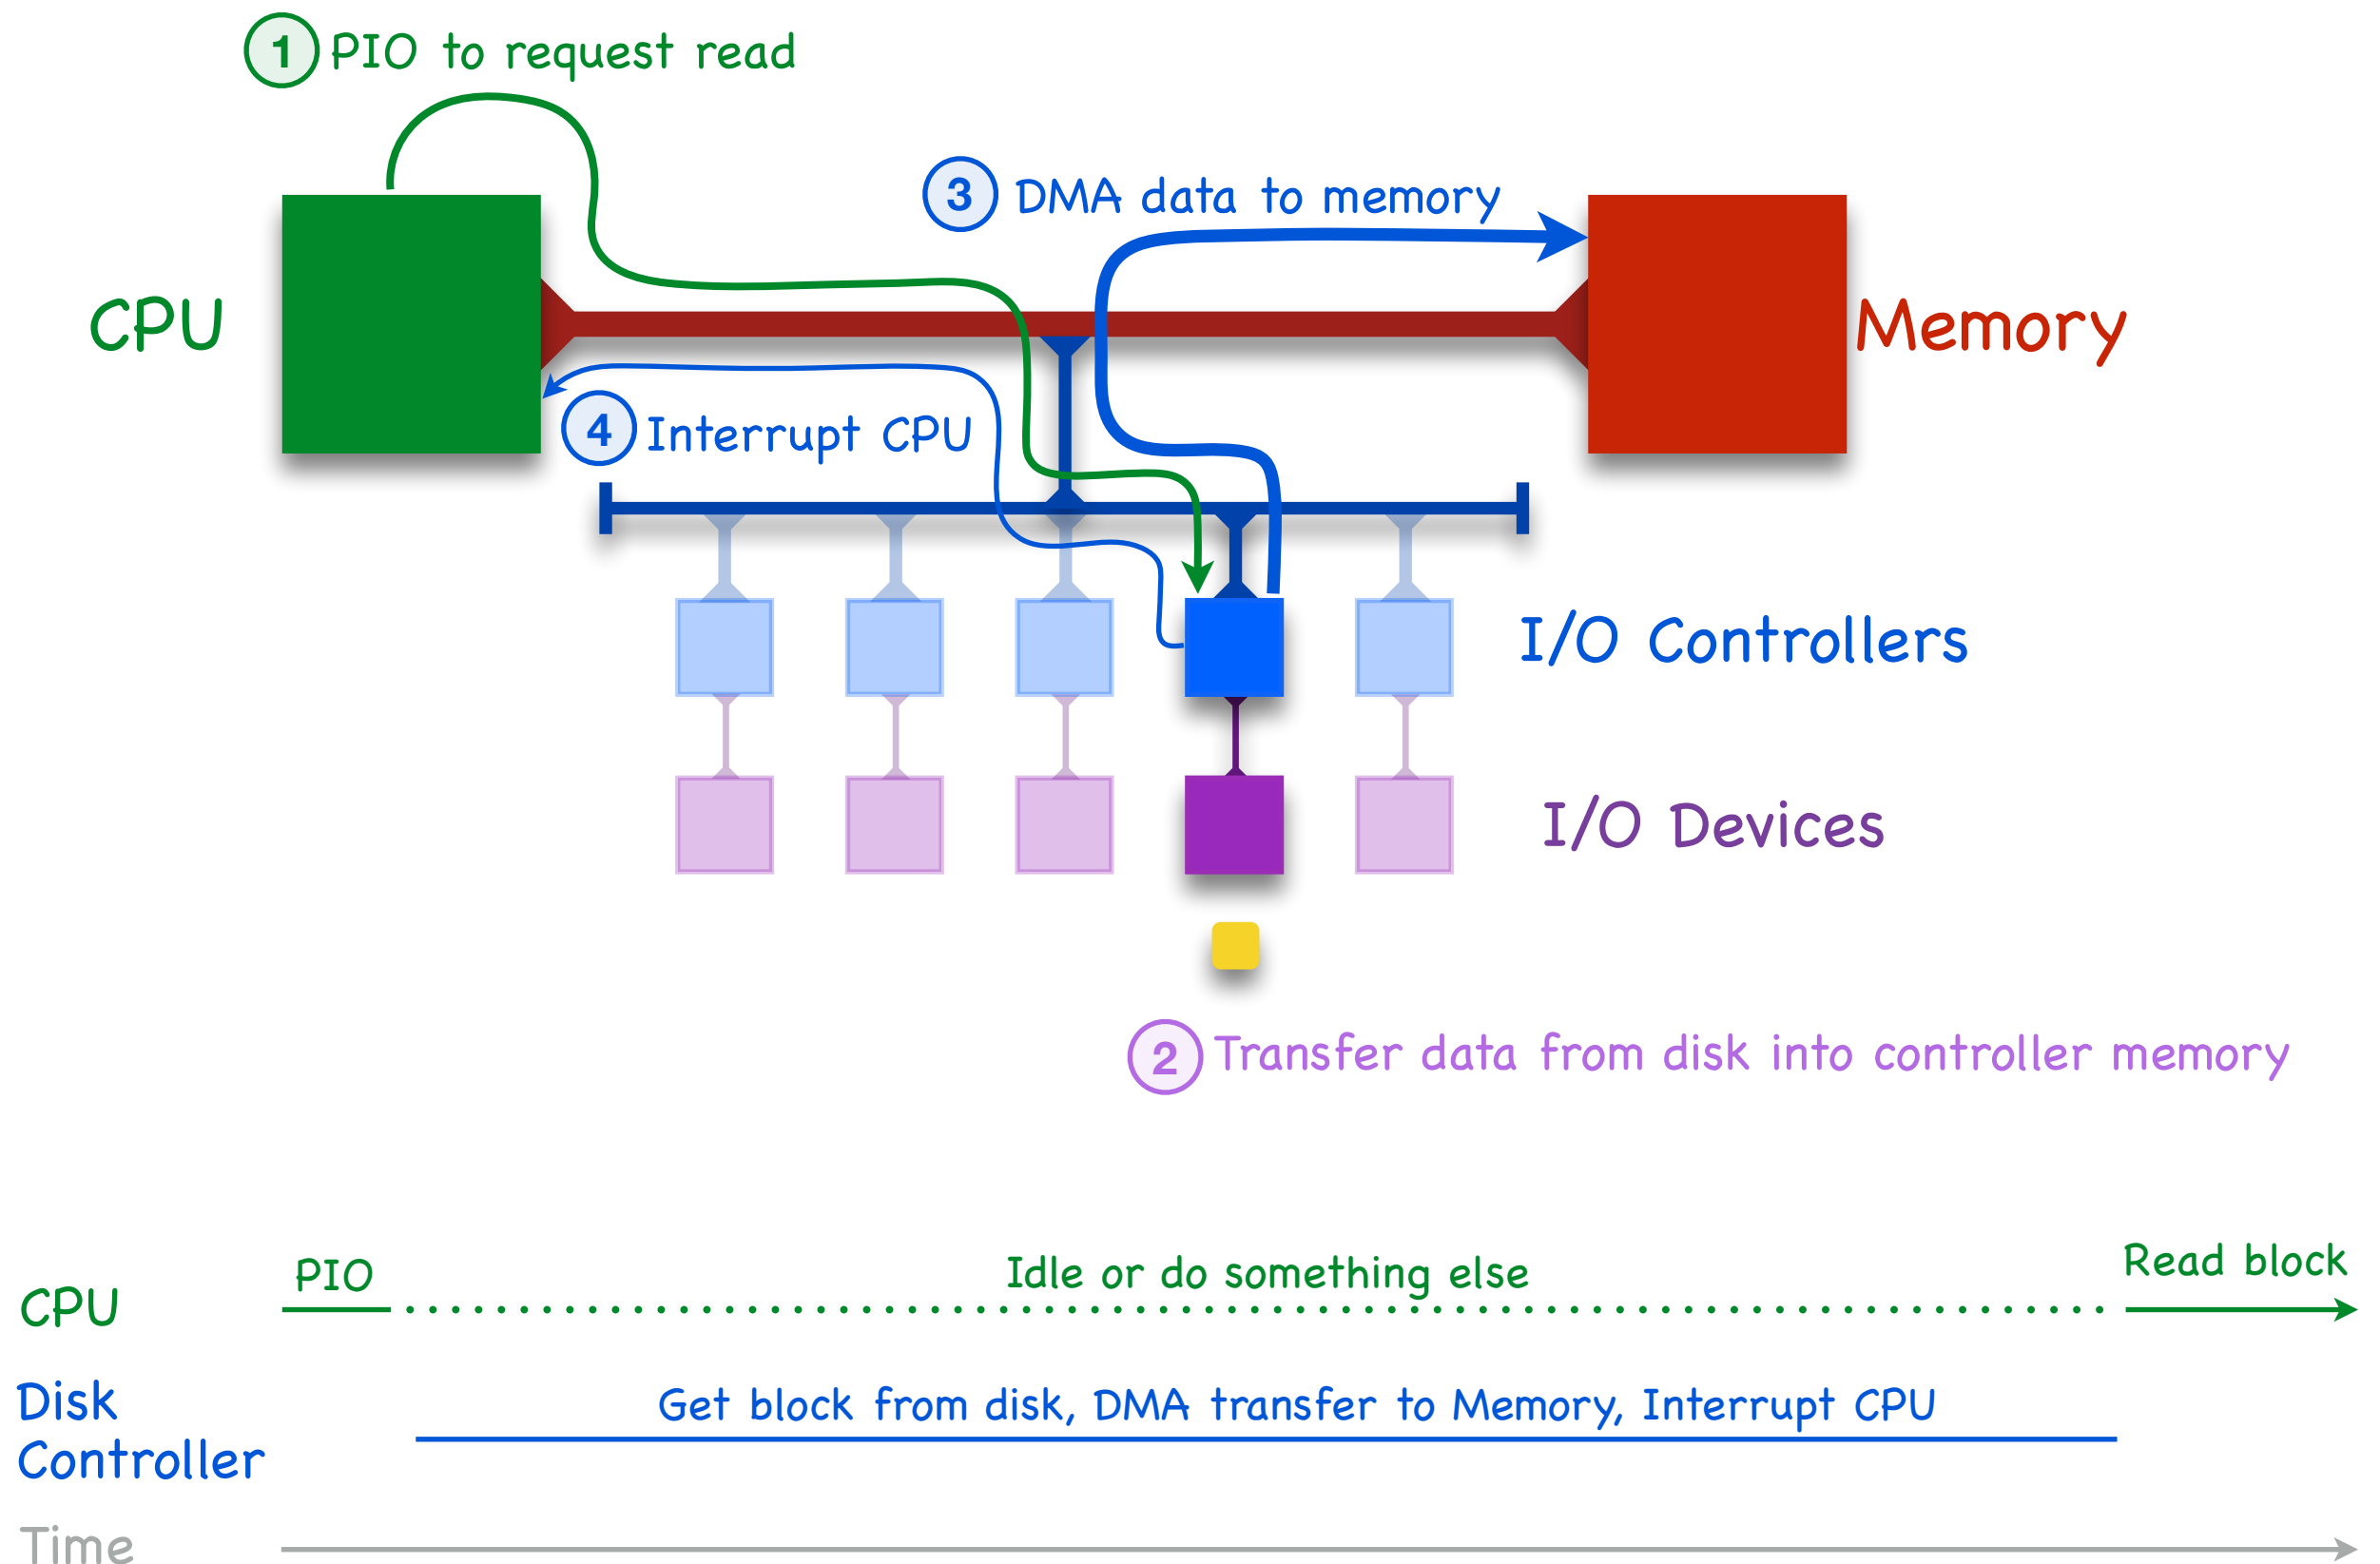 1 PIO to request read
3 DMA data to memory
CPU
Memory
4 Interrupt CPU
I/O Controllers
I/O Devices
2 Transfer data from disk into controller memory
PIO
Idle or do something else
Read block
CPU
Disk
Controller
Get block from disk, DMA transfer to Memory, Interrupt CPU
Time